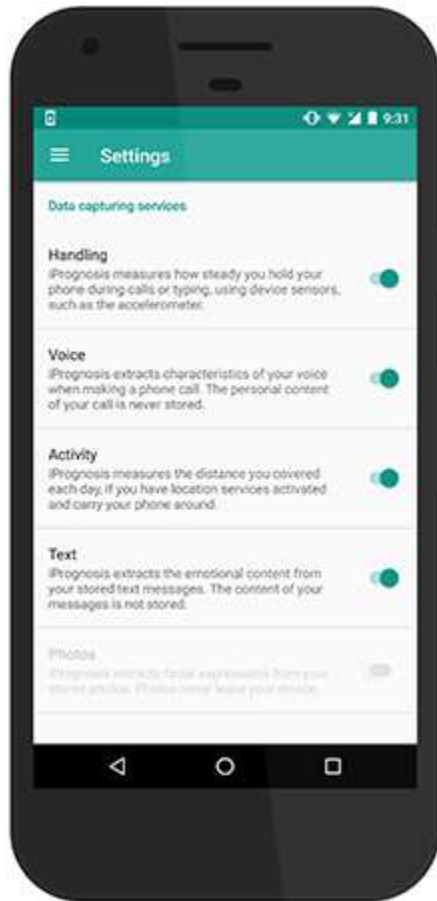 9:31
Settings
Data capturing services
Handling
iPrognosis measures how steady you hold your
phone during calls or typing, using device sensors,
such as the accelerometer.
Voice
iPrognosis extracts characteristics of your voice
when making a phone call. The personal content
of your call is never stored.
Activity
iPrognosis measures the distance you covered
each day, if you have location services activated
and carry your phone around.
Text
iPrognosis extracts the emotional content from
your stored text messages. The content of your
messages is not stored.
Photos
iPrognosis extracts facial expressions from your
stored photos. Photos never leave your device.